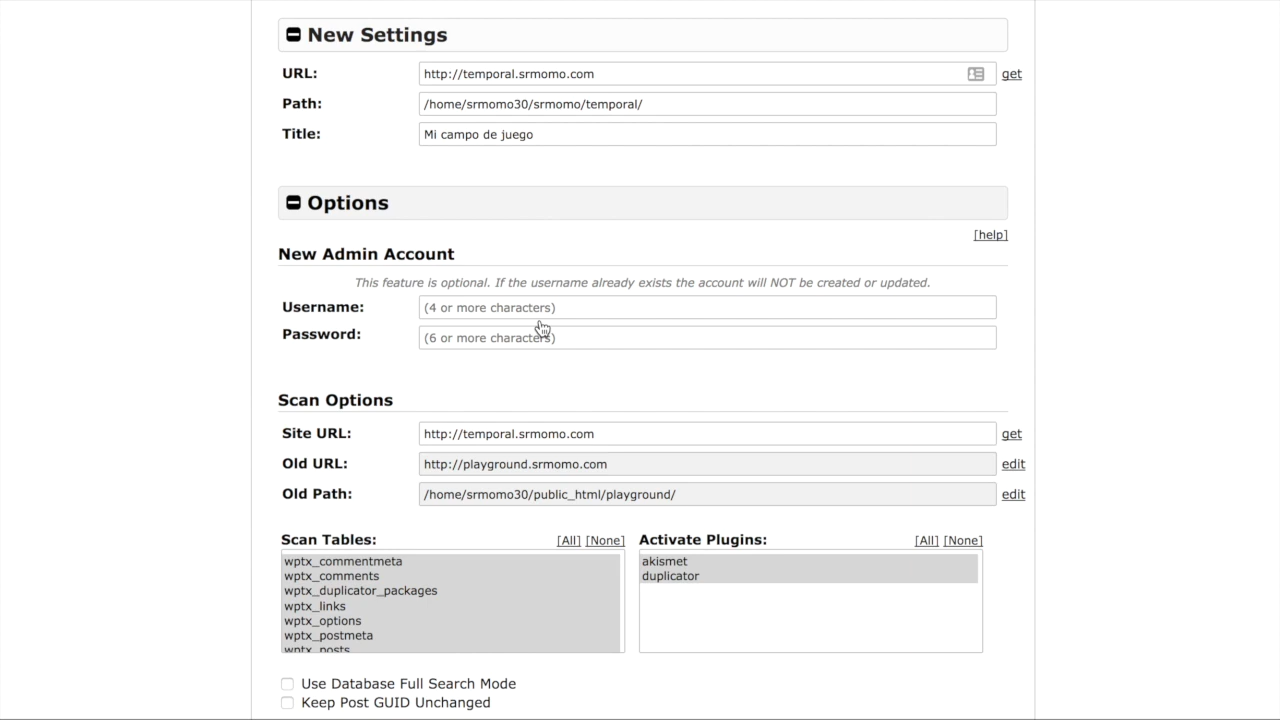 New Settings
URL: http://temporal.srmomo.com get
Path: /home/srmomo30/srmomo/temporal/
Title: Mi campo de juego
Options
[help]
New Admin Account
This feature is optional. If the username already exists the account will NOT be created or updated.
Username: (4 or more characters)
Password: (6 or more characters)
Scan Options
Site URL: http://temporal.srmomo.com get
Old URL: http://playground.srmomo.com edit
Old Path: /home/srmomo30/public_html/playground/ edit
Scan Tables: [All] [None] Activate Plugins: [All] [None]
wptx_commentmeta akismet
wptx_comments duplicator
wptx_duplicator_packages
wptx_links
wptx_options
wptx_postmeta
wptx_posts
Use Database Full Search Mode
Keep Post GUID Unchanged